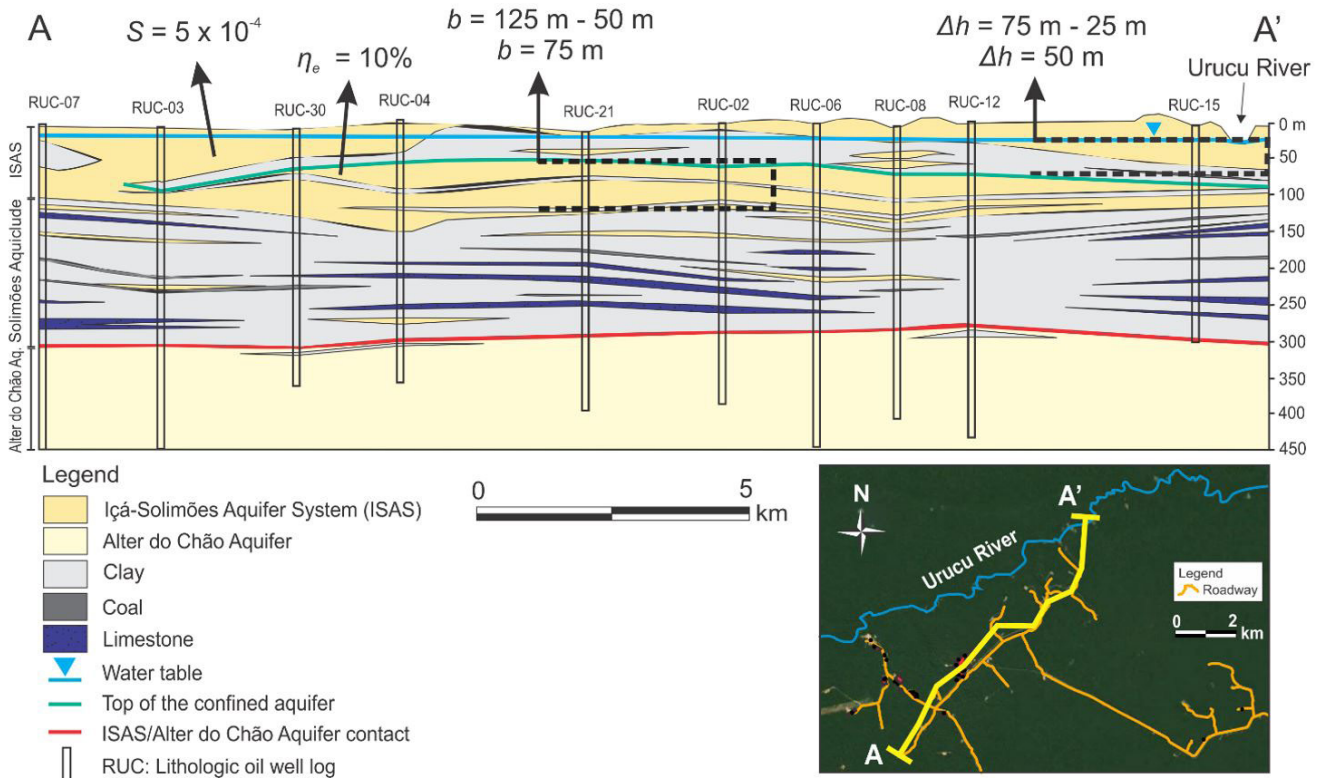 A
S = 5 x 10⁻⁴
ηₑ = 10%
b = 125 m - 50 m
b = 75 m
Δh = 75 m - 25 m
Δh = 50 m
A'
Urucu River
RUC-07
RUC-03
RUC-30
RUC-04
RUC-21
RUC-02
RUC-06
RUC-08
RUC-12
RUC-15
ISAS
Solimões Aquiclude
Alter do Chão Aq.
0 m
50
100
150
200
250
300
350
400
450
Legend
Içá-Solimões Aquifer System (ISAS)
Alter do Chão Aquifer
Clay
Coal
Limestone
Water table
Top of the confined aquifer
ISAS/Alter do Chão Aquifer contact
RUC: Lithologic oil well log
0 5
km
N
A'
Urucu River
Legend
Roadway
0 2
km
A